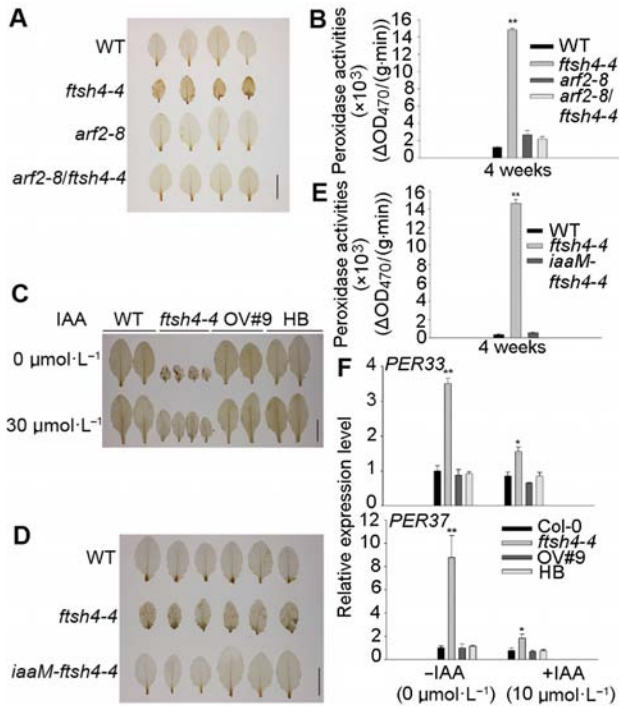 A
WT
ftsh4-4
arf2-8
arf2-8/ftsh4-4
B
Peroxidase activities
(×10³)
(ΔOD₄₇₀/(g·min))
16
14
12
10
8
6
4
2
0
**
4 weeks
WT
ftsh4-4
arf2-8
arf2-8/
ftsh4-4
E
Peroxidase activities
(×10³)
(ΔOD₄₇₀/(g·min))
16
14
12
10
8
6
4
2
0
**
4 weeks
WT
ftsh4-4
iaaM-
ftsh4-4
C
IAA WT ftsh4-4 OV#9 HB
0 μmol·L⁻¹
30 μmol·L⁻¹
D
WT
ftsh4-4
iaaM-ftsh4-4
F
Relative expression level
PER33
4
3
2
1
0
**
*
PER37
12
10
8
6
4
2
0
**
*
Col-0
ftsh4-4
OV#9
HB
–IAA +IAA
(0 μmol·L⁻¹) (10 μmol·L⁻¹)